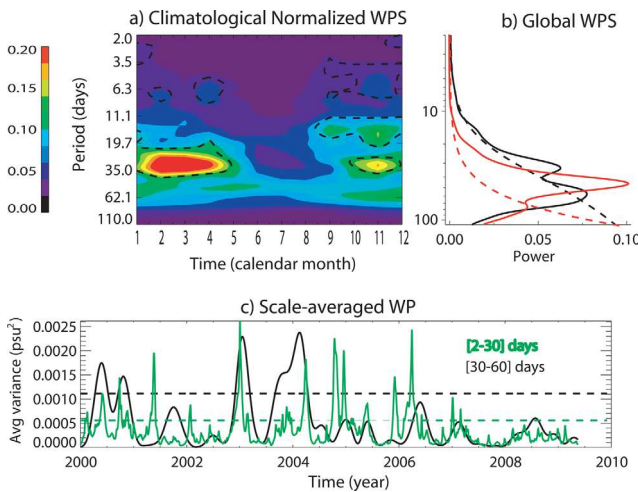 a) Climatological Normalized WPS
b) Global WPS
0.20
0.15
0.10
0.05
0.00
Period (days)
2.0
3.5
6.3
11.1
19.7
35.0
62.1
110.0
1 2 3 4 5 6 7 8 9 10 11 12
Time (calendar month)
10
100
0.00 0.05 0.10
Power
c) Scale-averaged WP
Avg variance (psu²)
0.0025
0.0020
0.0015
0.0010
0.0005
0.0000
[2-30] days
[30-60] days
2000 2002 2004 2006 2008 2010
Time (year)